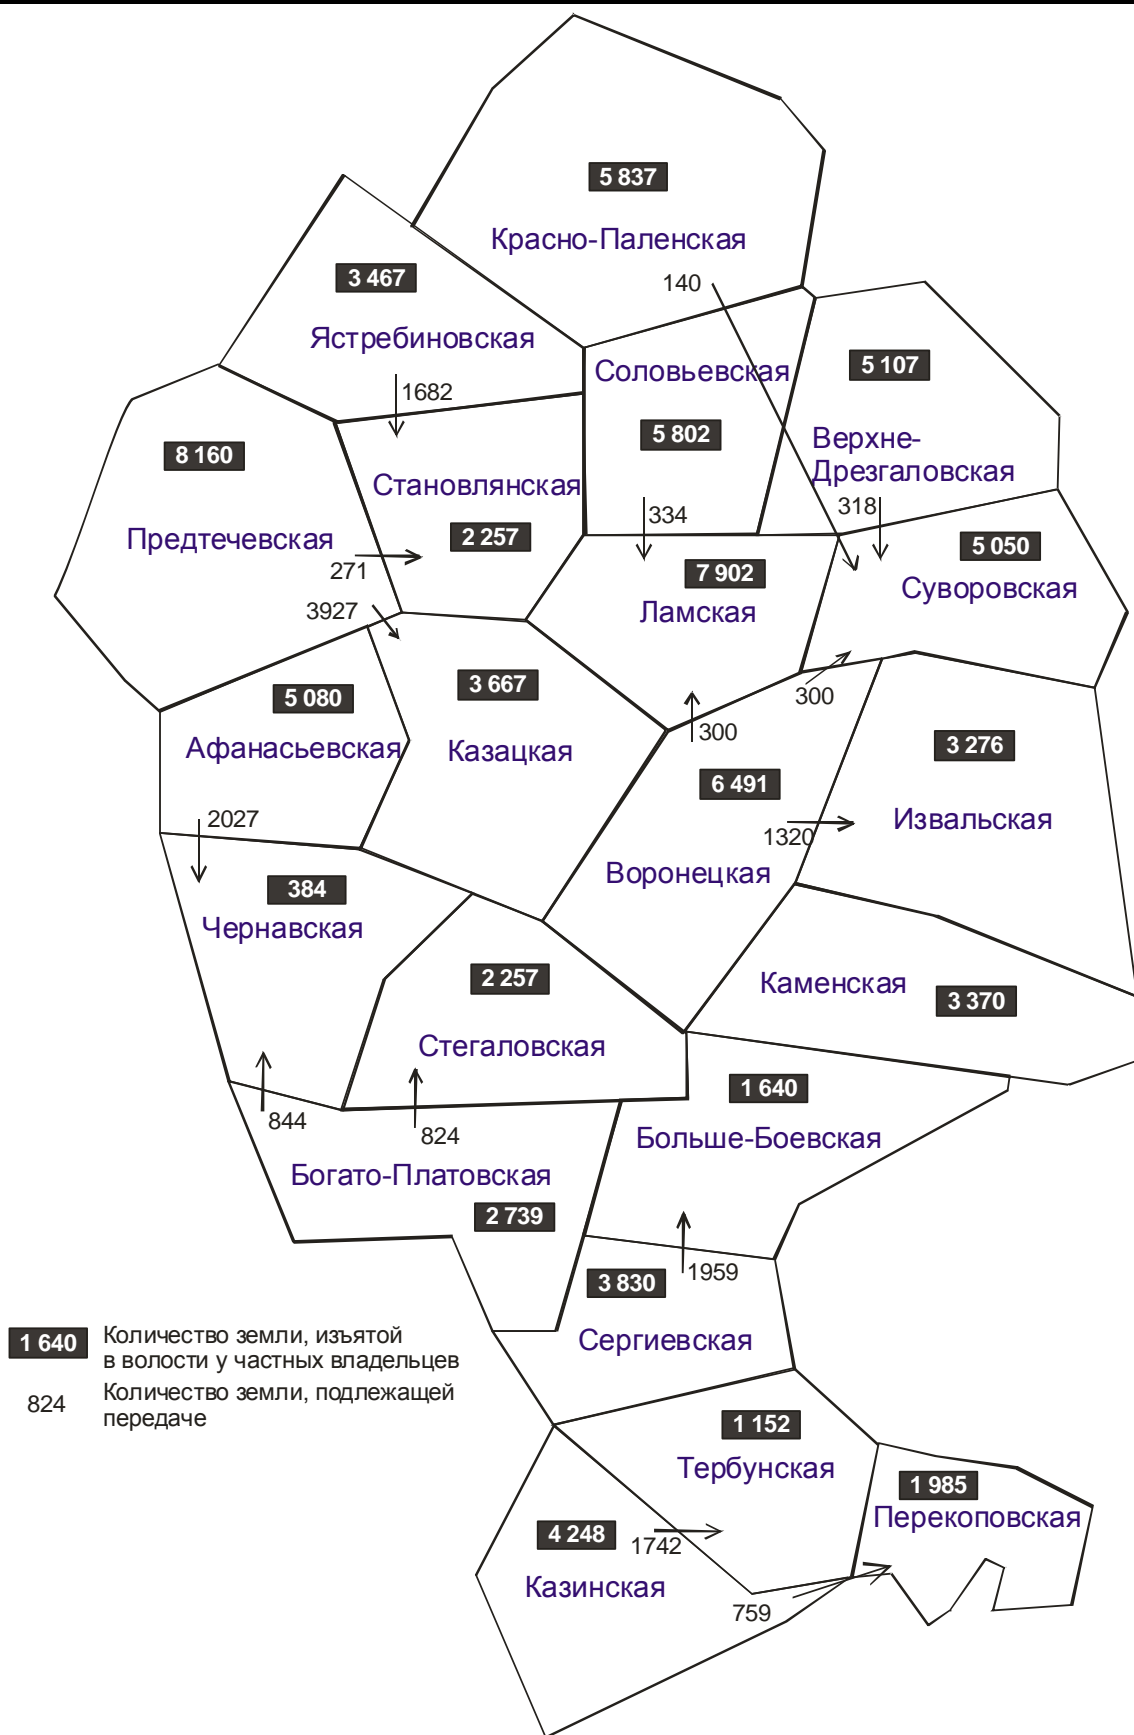 5 837
Красно-Паленская
140
3 467
Ястребиновская
1682
Соловьевская
5 802
334
5 107
Верхне-
Дрезгаловская
318
8 160
Предтечевская
271
3927
Становлянская
2 257
7 902
Ламская
5 050
Суворовская
300
300
5 080
Афанасьевская
2027
3 667
Казацкая
6 491
1320
Воронецкая
3 276
Извальская
384
Чернавская
844
2 257
Стегаловская
824
Каменская
3 370
1 640
Больше-Боевская
Богато-Платовская
2 739
1959
3 830
Сергиевская
1 640
Количество земли, изъятой
в волости у частных владельцев
824
Количество земли, подлежащей
передаче
1 152
Тербунская
1 985
Перекоповская
4 248
1742
Казинская
759